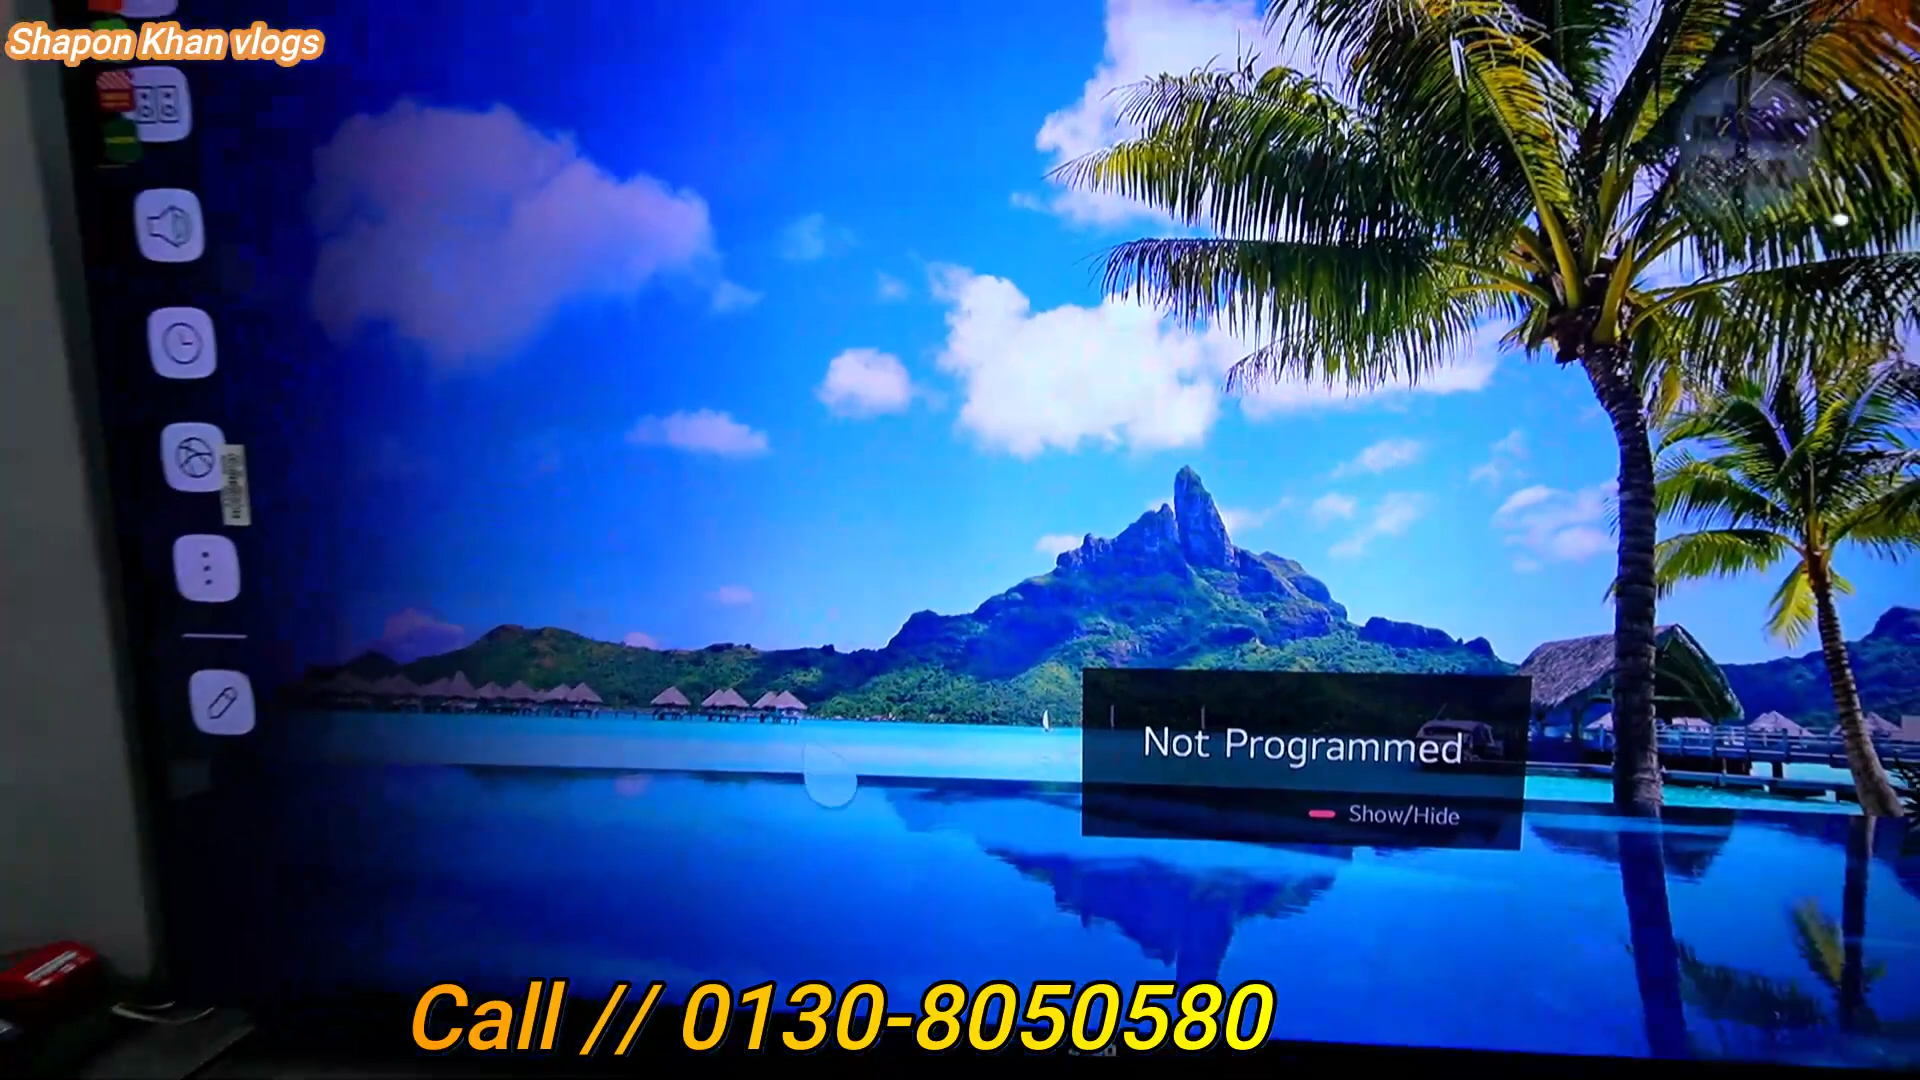 Shapon Khan vlogs
Not Programmed
Show/Hide
Call // 0130-8050580